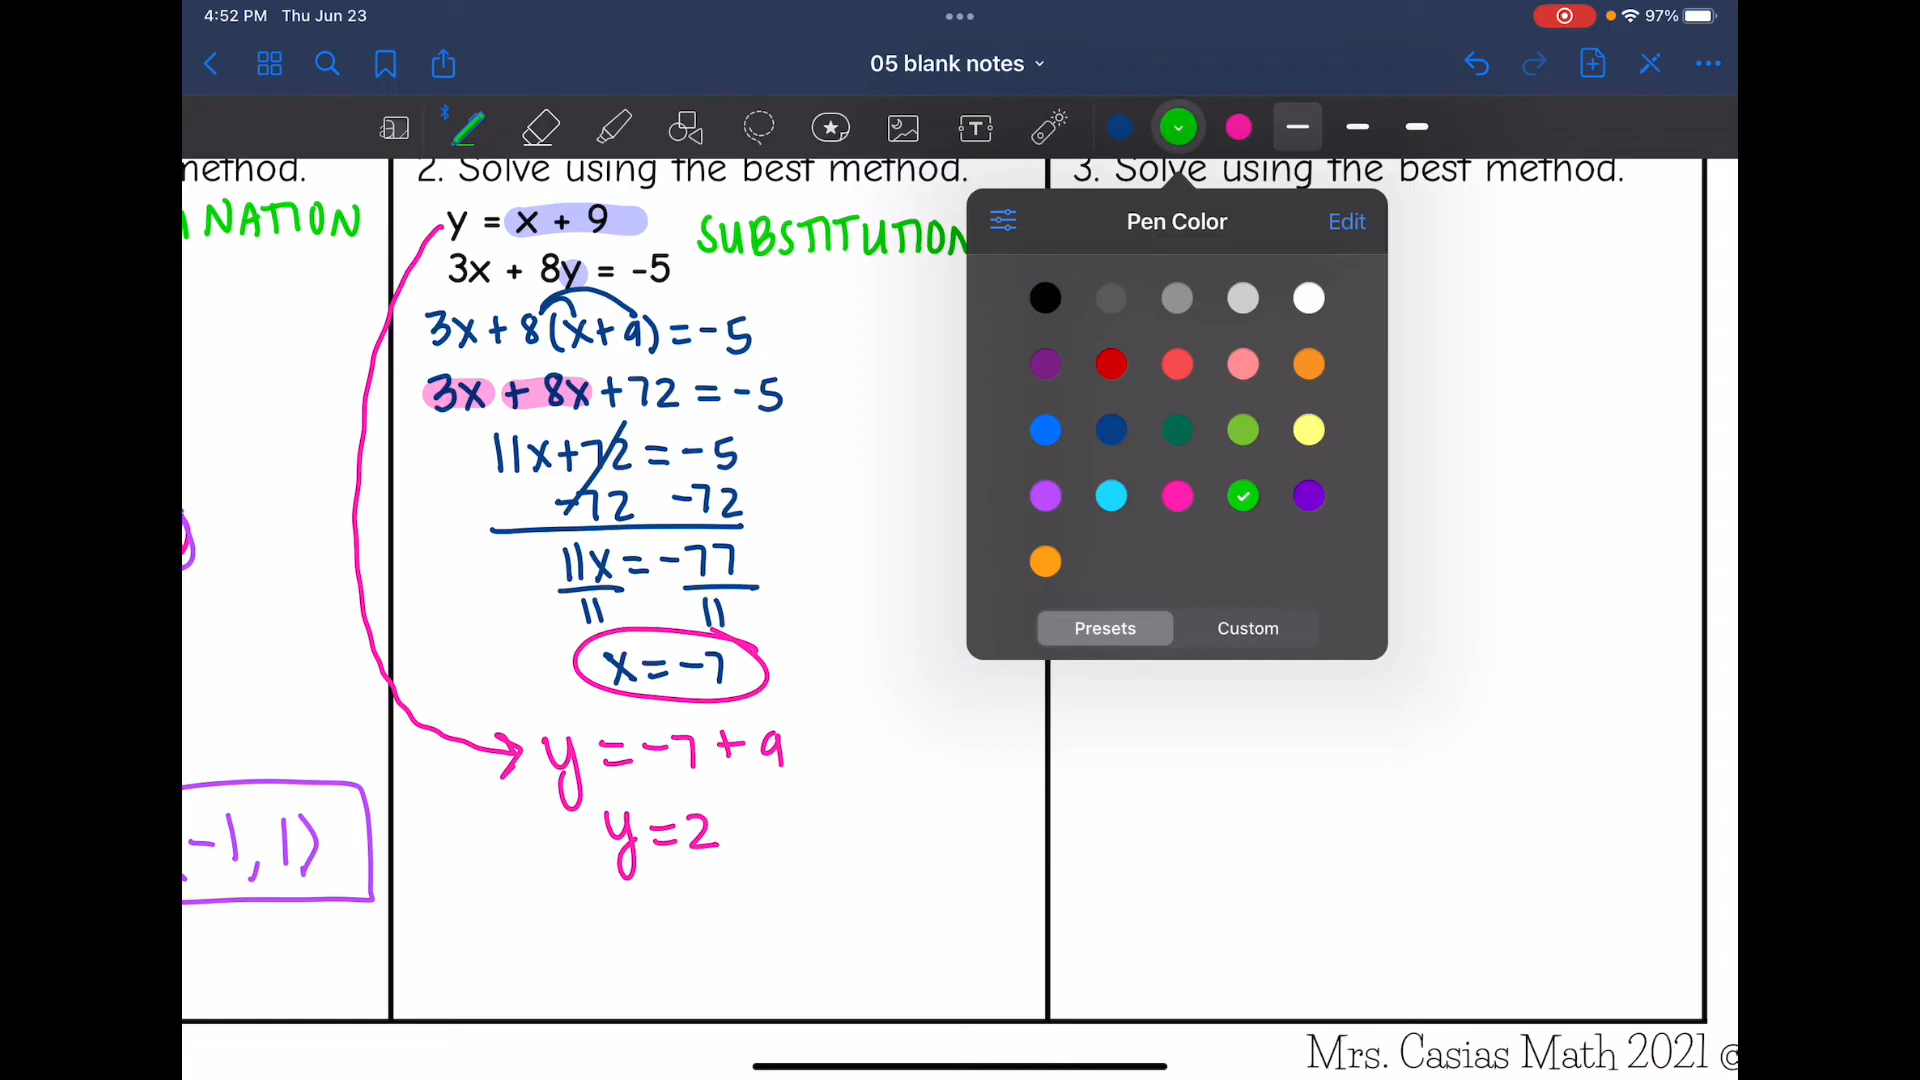 4:52 PM Thu Jun 23
97%
05 blank notes
method.
2. Solve using the best method.
3. Solve using the best method.
NATION
y = x + 9
SUBSTITUTION
3x + 8y = -5
3x + 8(x + 9) = -5
3x + 8x + 72 = -5
11x + 72 = -5
-72 -72
11x = -77
11 11
x = -7
y = -7 + 9
y = 2
-1, 1)
Pen Color
Edit
Presets
Custom
Mrs. Casias Math 2021 ©